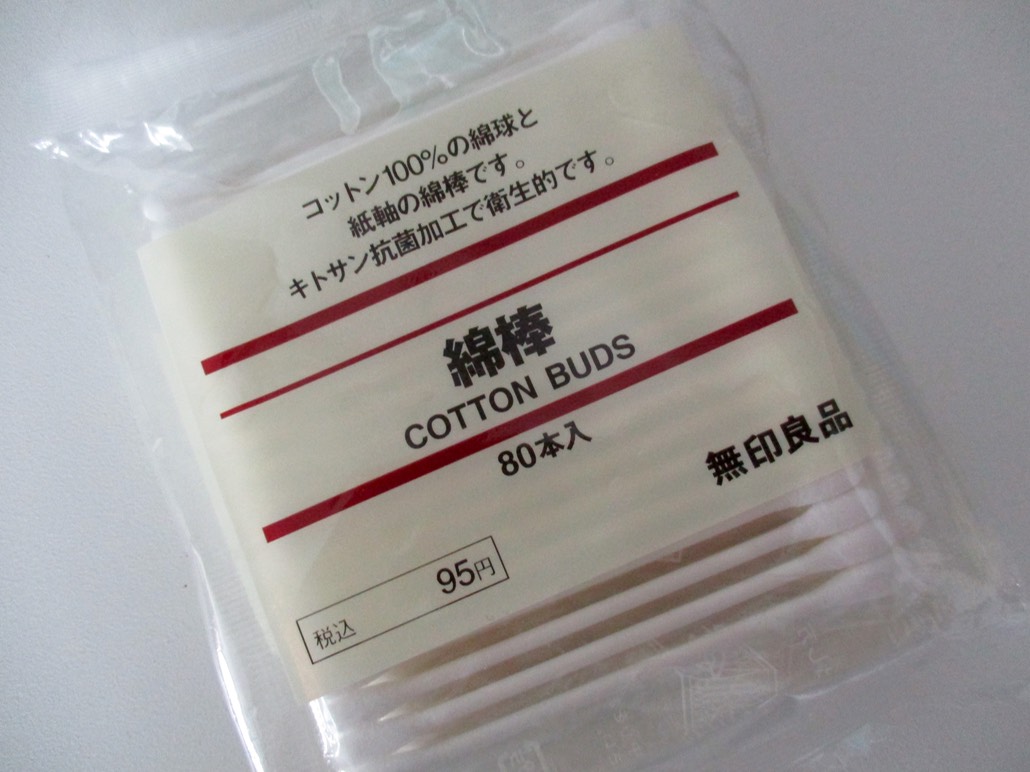 コットン100%の綿球と
紙軸の綿棒です。
キトサン抗菌加工で衛生的です。
綿棒
COTTON BUDS
80本入
無印良品
95円
税込